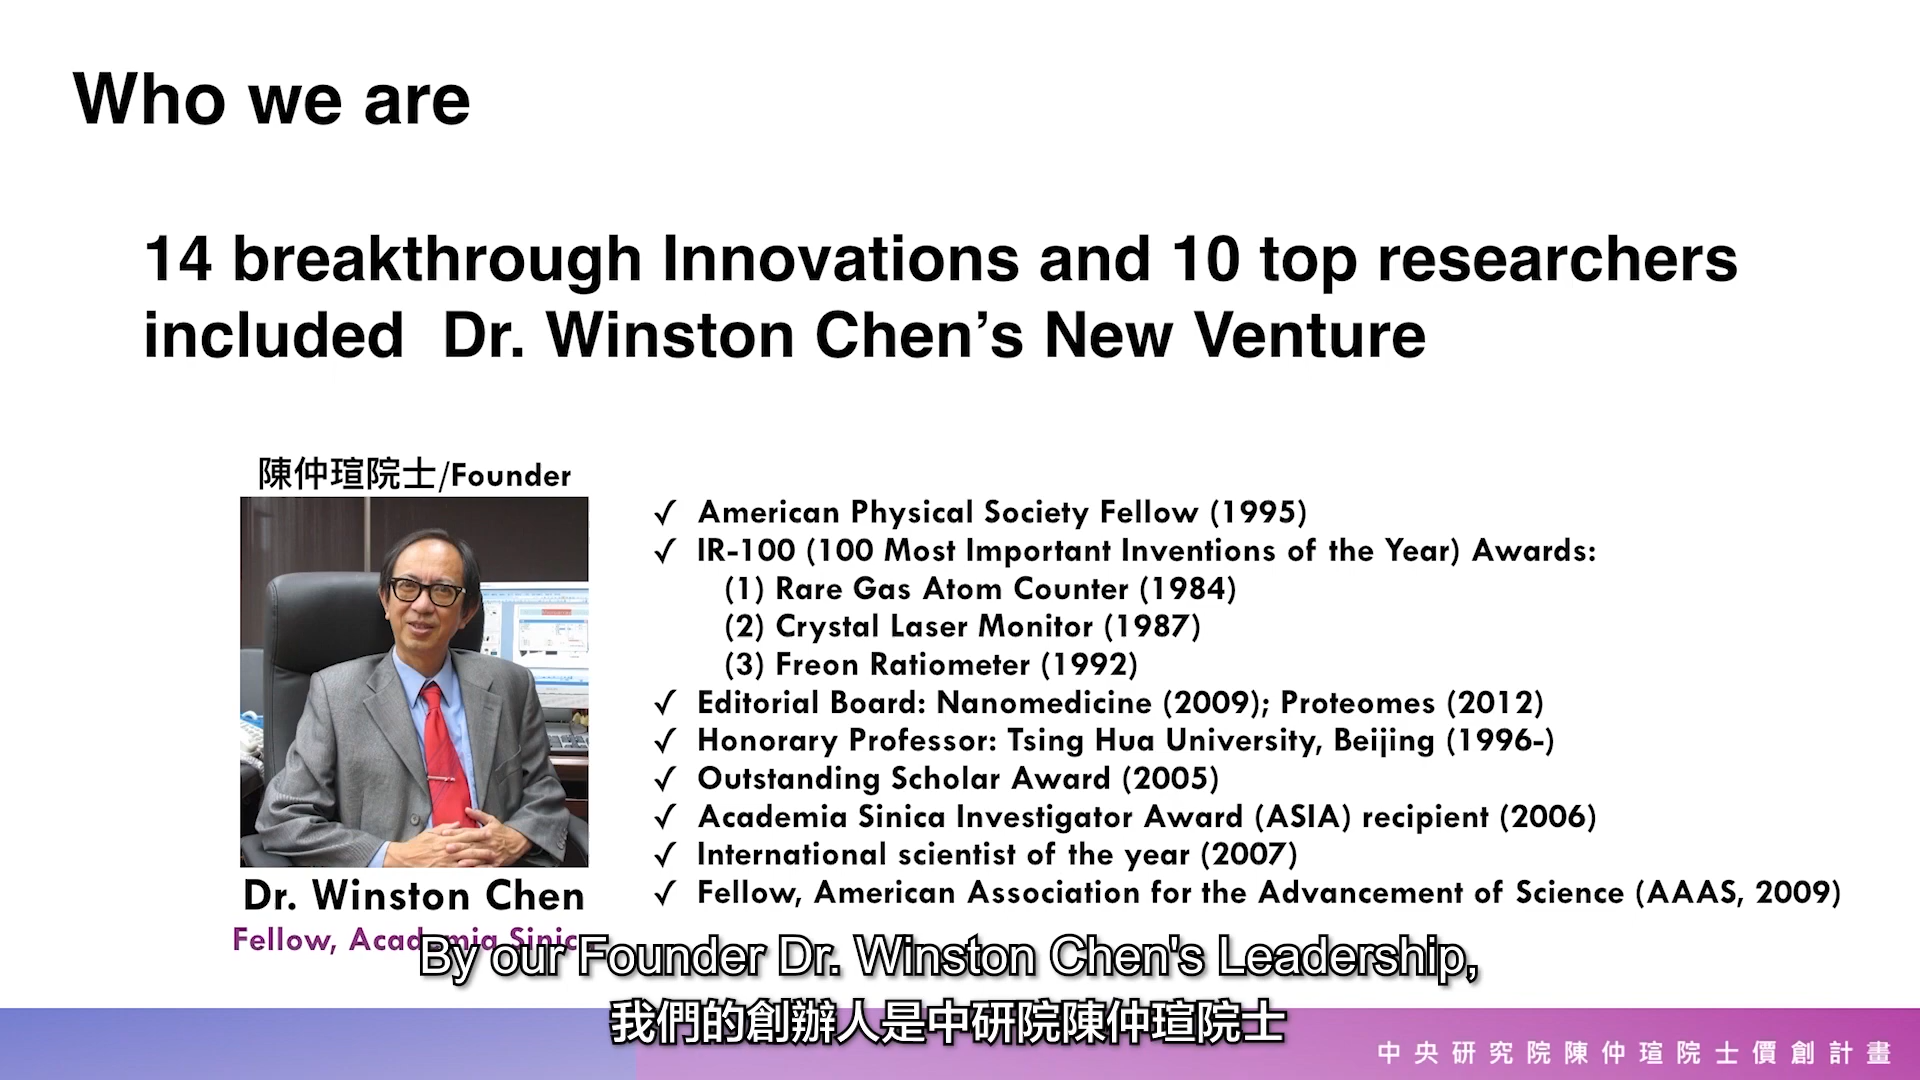 Who we are
14 breakthrough Innovations and 10 top researchers
included Dr. Winston Chen’s New Venture
陳仲瑄院士/Founder
✓ American Physical Society Fellow (1995)
✓ IR-100 (100 Most Important Inventions of the Year) Awards:
(1) Rare Gas Atom Counter (1984)
(2) Crystal Laser Monitor (1987)
(3) Freon Ratiometer (1992)
✓ Editorial Board: Nanomedicine (2009); Proteomes (2012)
✓ Honorary Professor: Tsing Hua University, Beijing (1996-)
✓ Outstanding Scholar Award (2005)
✓ Academia Sinica Investigator Award (ASIA) recipient (2006)
✓ International scientist of the year (2007)
✓ Fellow, American Association for the Advancement of Science (AAAS, 2009)
Dr. Winston Chen
Fellow, Academia Sinica
By our Founder Dr. Winston Chen's Leadership,
我們的創辦人是中研院陳仲瑄院士
中央研究院陳仲瑄院士價創計畫